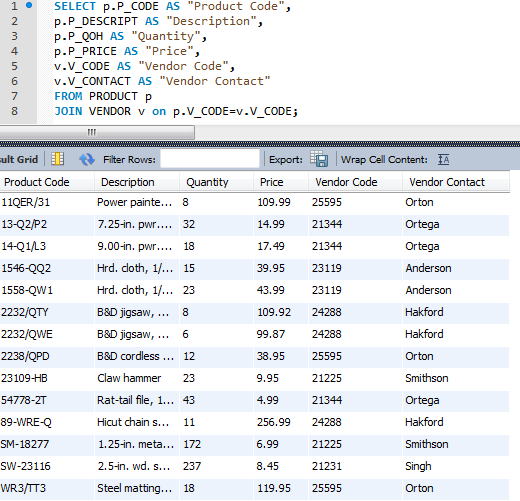 1 SELECT p.P_CODE AS "Product Code",
2 p.P_DESCRIPT AS "Description",
3 p.P_QOH AS "Quantity",
4 p.P_PRICE AS "Price",
5 v.V_CODE AS "Vendor Code",
6 v.V_CONTACT AS "Vendor Contact"
7 FROM PRODUCT p
8 JOIN VENDOR v on p.V_CODE=v.V_CODE;
sult Grid Filter Rows: Export: Wrap Cell Content: IA
Product Code Description Quantity Price Vendor Code Vendor Contact
11QER/31 Power painte... 8 109.99 25595 Orton
13-Q2/P2 7.25-in. pwr.... 32 14.99 21344 Ortega
14-Q1/L3 9.00-in. pwr.... 18 17.49 21344 Ortega
1546-QQ2 Hrd. cloth, 1/... 15 39.95 23119 Anderson
1558-QW1 Hrd. cloth, 1/... 23 43.99 23119 Anderson
2232/QTY B&D jigsaw, ... 8 109.92 24288 Hakford
2232/QWE B&D jigsaw, ... 6 99.87 24288 Hakford
2238/QPD B&D cordless ... 12 38.95 25595 Orton
23109-HB Claw hammer 23 9.95 21225 Smithson
54778-2T Rat-tail file, 1... 43 4.99 21344 Ortega
89-WRE-Q Hicut chain s... 11 256.99 24288 Hakford
SM-18277 1.25-in. meta... 172 6.99 21225 Smithson
SW-23116 2.5-in. wd. s... 237 8.45 21231 Singh
WR3/TT3 Steel matting... 18 119.95 25595 Orton